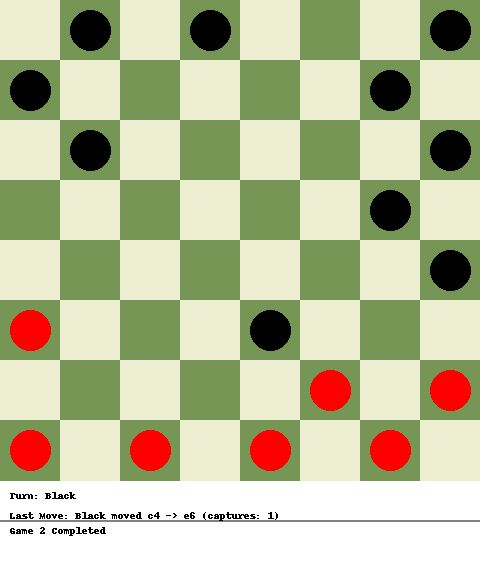 Turn: Black
Last Move: Black moved c4 -> e6 (captures: 1)
Game 2 Completed